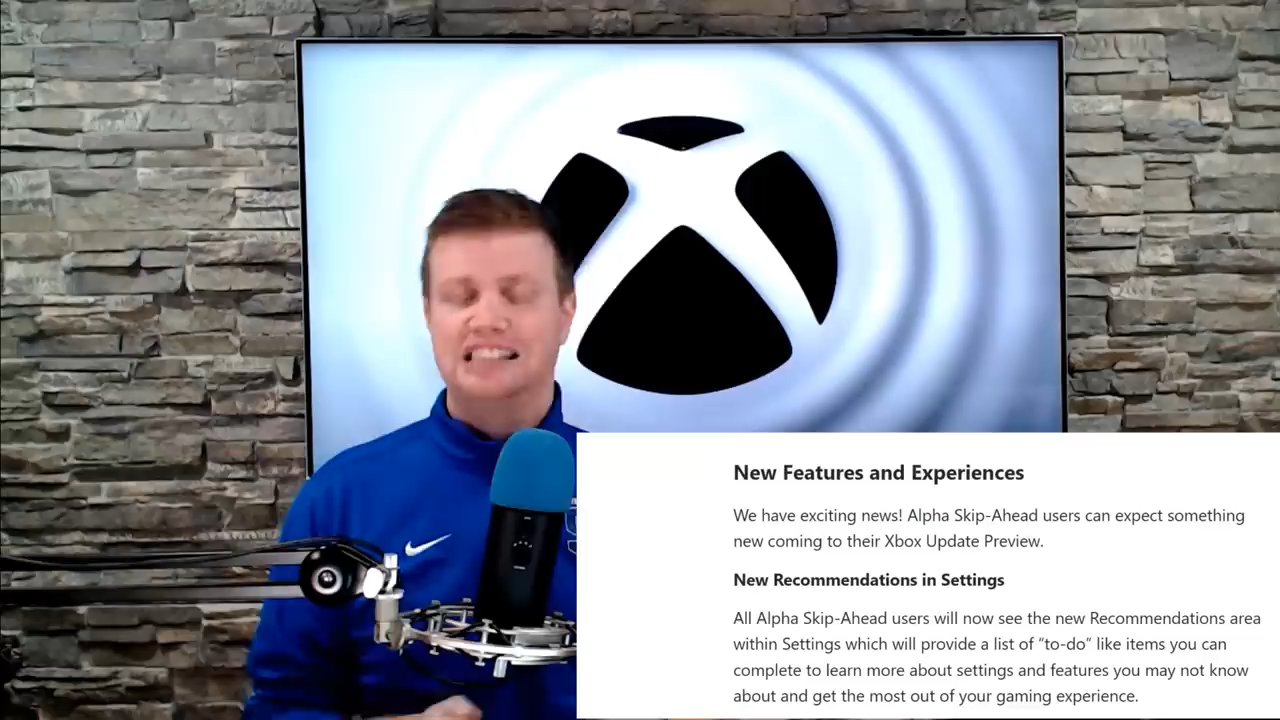 New Features and Experiences
We have exciting news! Alpha Skip-Ahead users can expect something
new coming to their Xbox Update Preview.
New Recommendations in Settings
All Alpha Skip-Ahead users will now see the new Recommendations area
within Settings which will provide a list of “to-do” like items you can
complete to learn more about settings and features you may not know
about and get the most out of your gaming experience.